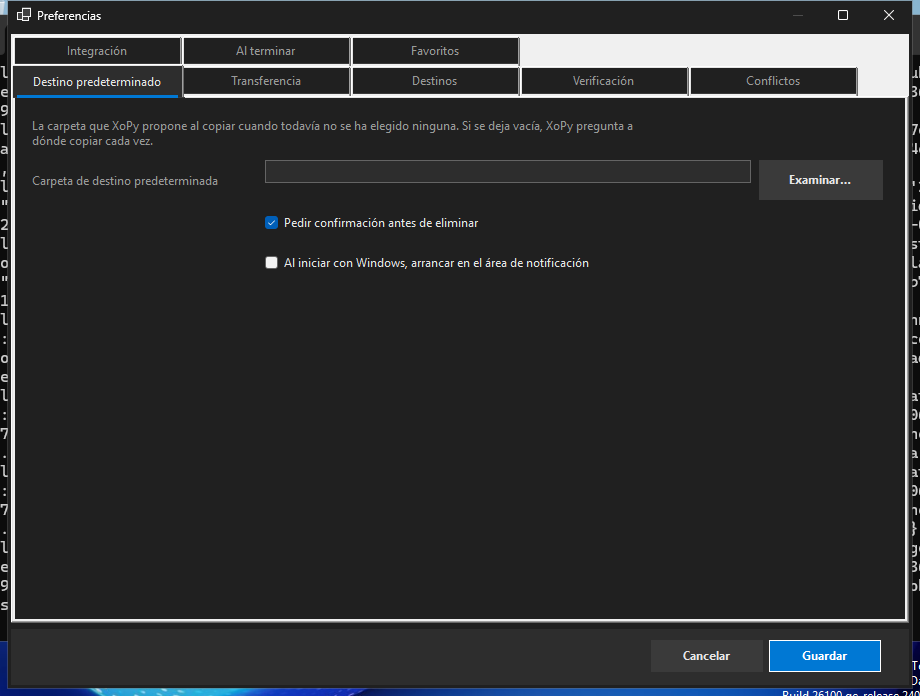 Preferencias
Integración
Al terminar
Favoritos
Destino predeterminado
Transferencia
Destinos
Verificación
Conflictos
La carpeta que XoPy propone al copiar cuando todavía no se ha elegido ninguna. Si se deja vacía, XoPy pregunta a
dónde copiar cada vez.
Carpeta de destino predeterminada
Examinar...
Pedir confirmación antes de eliminar
Al iniciar con Windows, arrancar en el área de notificación
Cancelar
Guardar